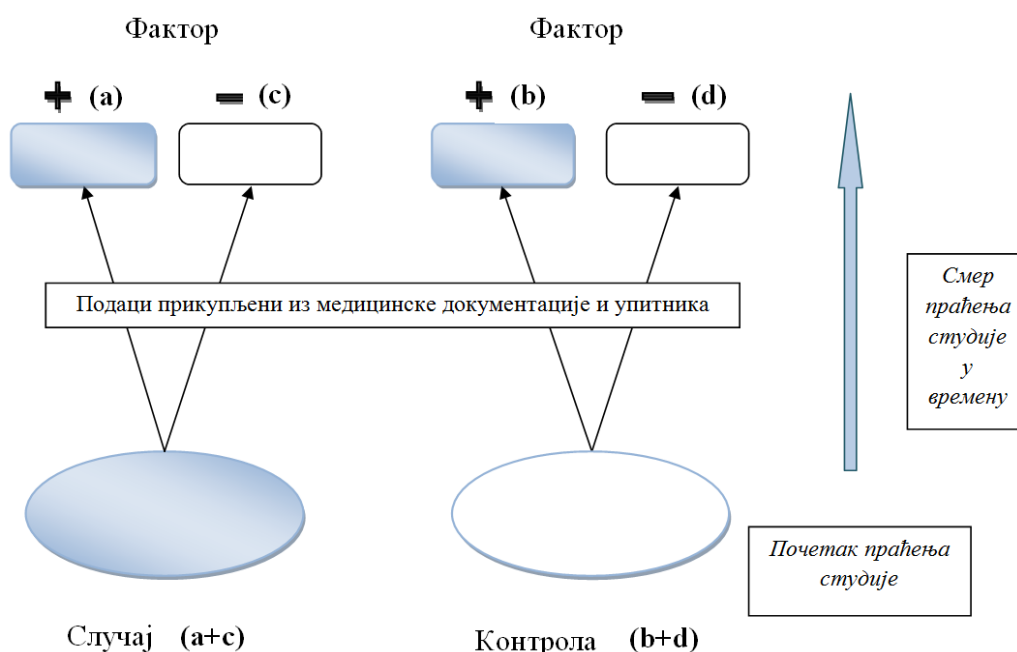 Фактор
Фактор
+ (a)
− (c)
+ (b)
− (d)
Подаци прикупљени из медицинске документације и упитника
Смер
праћења
студије
у
времену
Почетак праћења
студије
Случај (a+c)
Контрола (b+d)